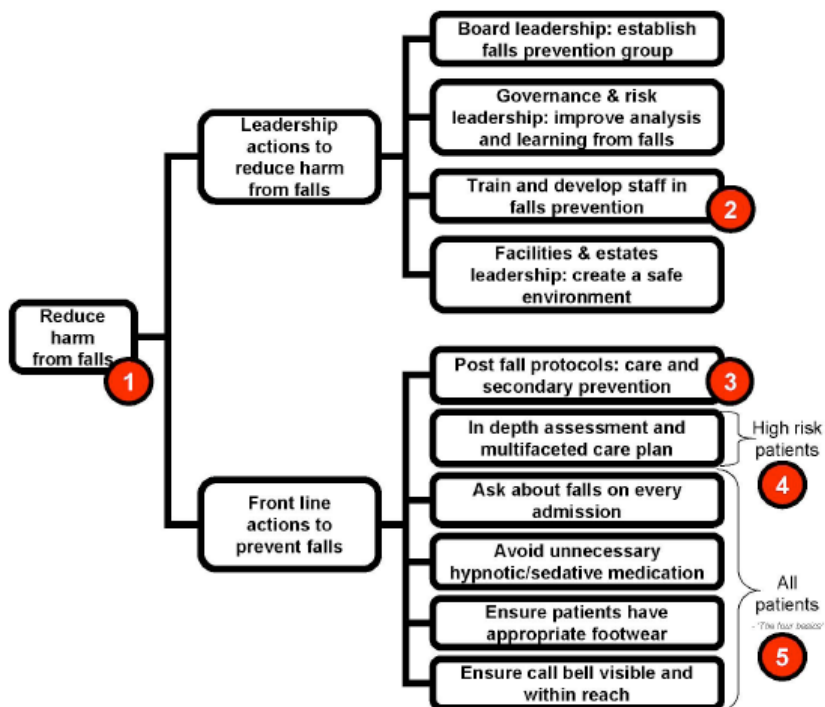 Board leadership: establish
falls prevention group
Governance & risk
leadership: improve analysis
and learning from falls
Leadership
actions to
reduce harm
from falls
Train and develop staff in
falls prevention
2
Facilities & estates
leadership: create a safe
environment
Reduce
harm
from falls
1
Post fall protocols: care and
secondary prevention
3
In depth assessment and
multifaceted care plan
High risk
patients
4
Front line
actions to
prevent falls
Ask about falls on every
admission
Avoid unnecessary
hypnotic/sedative medication
Ensure patients have
appropriate footwear
Ensure call bell visible and
within reach
All
patients
- 'The four basics'
5